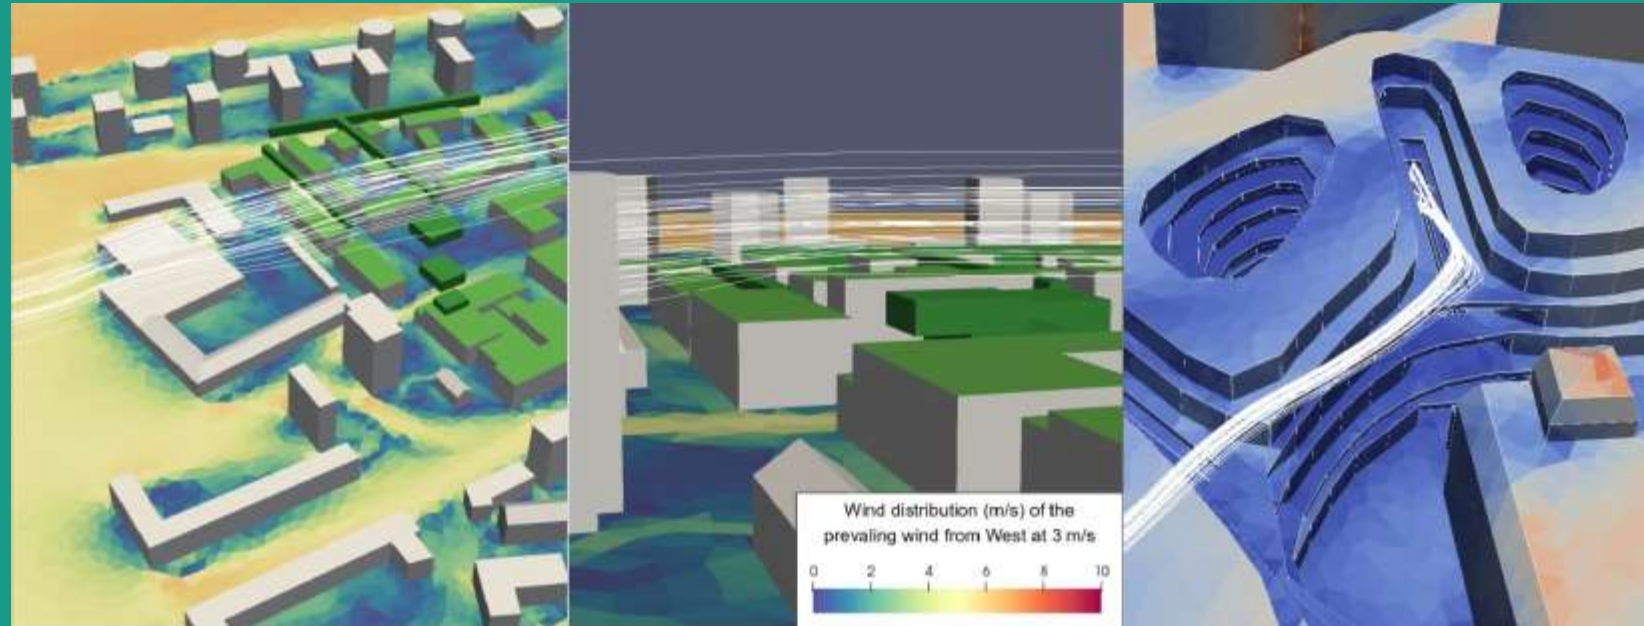 Wind distribution (m/s) of the
prevaling wind from West at 3 m/s
0 2 4 6 8 10